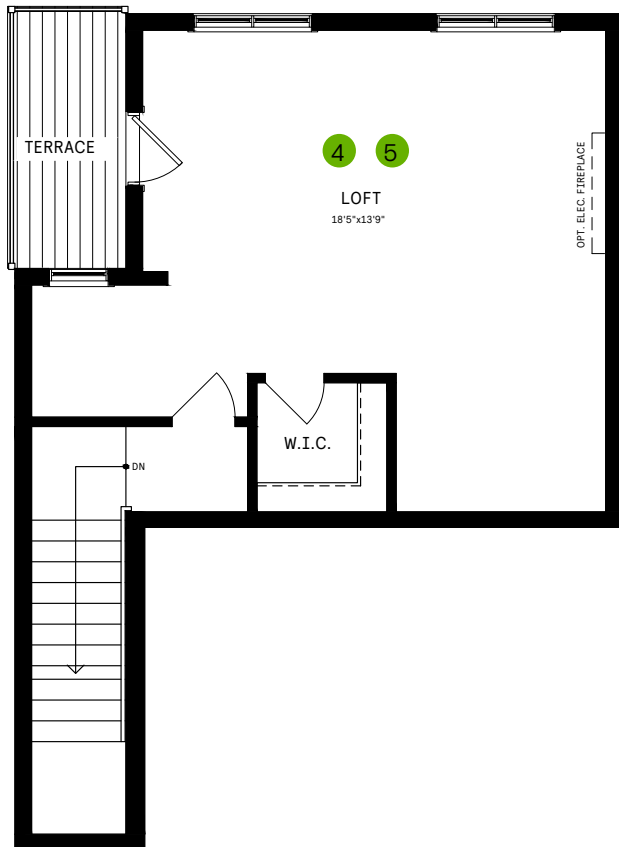 TERRACE
4 5
LOFT
18'5"x13'9"
OPT. ELEC. FIREPLACE
W.I.C.
DN